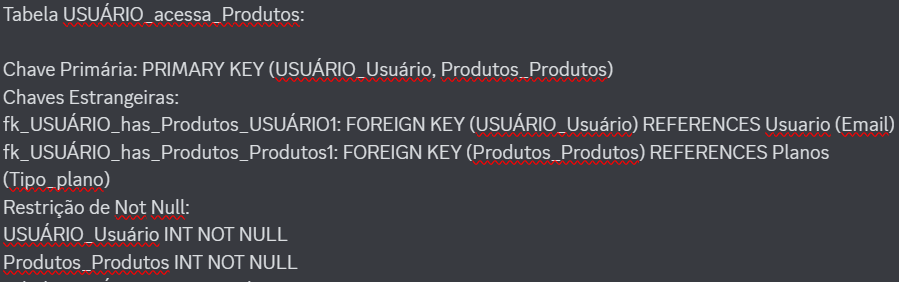 Tabela USUÁRIO_acessa_Produtos:
Chave Primária: PRIMARY KEY (USUÁRIO_Usuário, Produtos_Produtos)
Chaves Estrangeiras:
fk_USUÁRIO_has_Produtos_USUÁRIO1: FOREIGN KEY (USUÁRIO_Usuário) REFERENCES Usuario (Email)
fk_USUÁRIO_has_Produtos_Produtos1: FOREIGN KEY (Produtos_Produtos) REFERENCES Planos
(Tipo_plano)
Restrição de Not Null:
USUÁRIO_Usuário INT NOT NULL
Produtos_Produtos INT NOT NULL